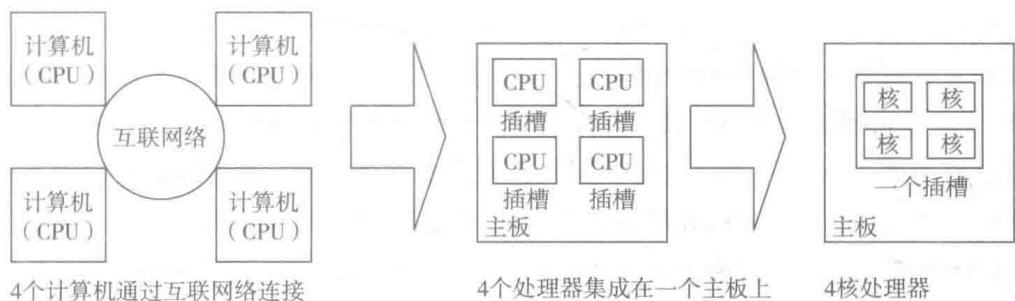 计算机
(CPU)
计算机
(CPU)
互联网络
计算机
(CPU)
计算机
(CPU)
4个计算机通过互联网络连接
CPU
CPU
插槽
插槽
CPU
CPU
插槽
插槽
主板
4个处理器集成在一个主板上
核
核
核
核
一个插槽
主板
4核处理器